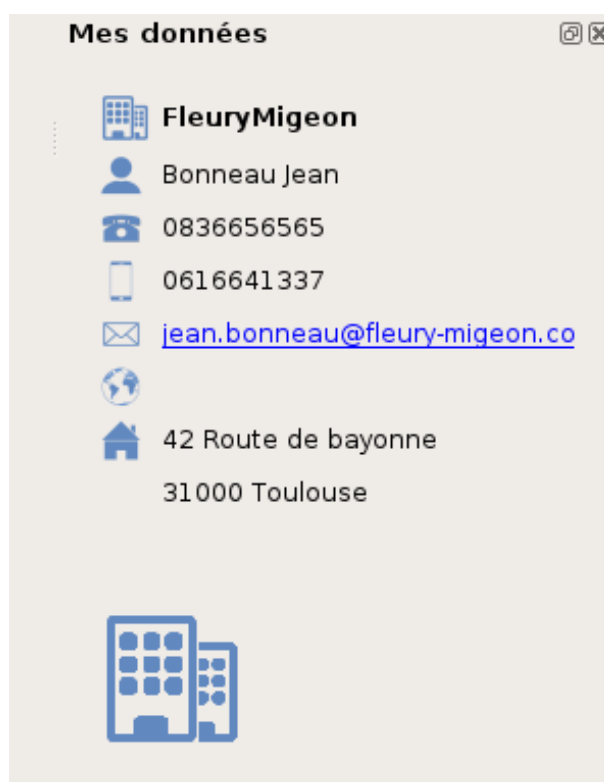 Mes données
FleuryMigeon
Bonneau Jean
0836656565
0616641337
jean.bonneau@fleury-migeon.co
42 Route de bayonne
31000 Toulouse